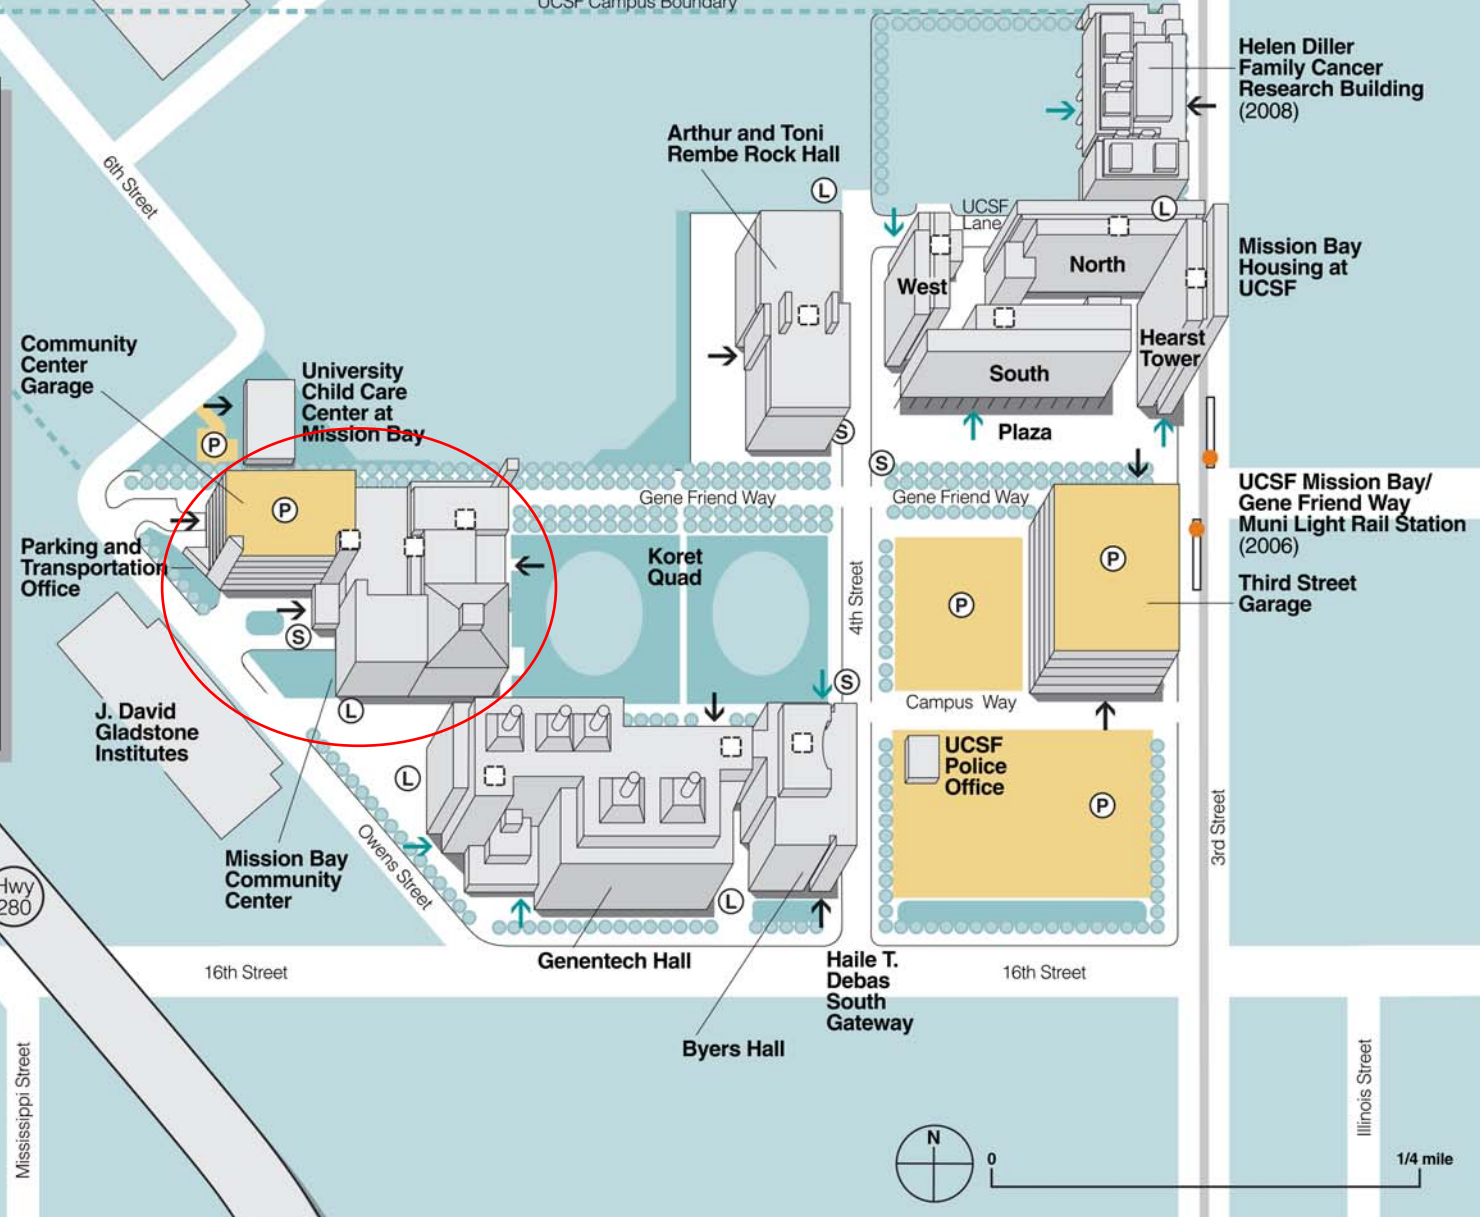 UCSF Campus Boundary
Helen Diller
Family Cancer
Research Building
(2008)
Arthur and Toni
Rembe Rock Hall
L
6th Street
UCSF
Lane
L
Mission Bay
Housing at
UCSF
North
West
Hearst
Tower
South
Community
Center
Garage
University
Child Care
Center at
Mission Bay
P
Plaza
S
S
UCSF Mission Bay/
Gene Friend Way
Muni Light Rail Station
(2006)
Gene Friend Way
Gene Friend Way
P
Parking and
Transportation
Office
Koret
Quad
P
P
4th Street
Third Street
Garage
S
S
Campus Way
L
J. David
Gladstone
Institutes
UCSF
Police
Office
L
P
3rd Street
Owens Street
Mission Bay
Community
Center
Hwy
280
L
Genentech Hall
16th Street
Haile T.
Debas
South
Gateway
16th Street
Byers Hall
Mississippi Street
Illinois Street
N
0
1/4 mile